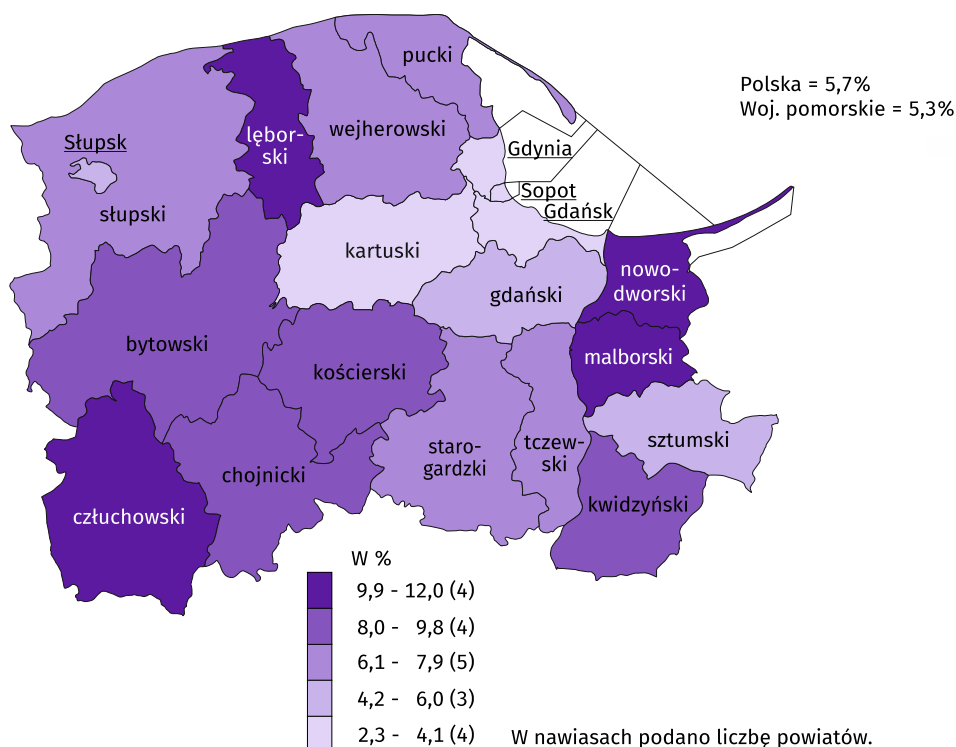 pucki
Polska = 5,7%
Woj. pomorskie = 5,3%
wejherowski
lębor-
ski
Słupsk
Gdynia
Sopot
Gdańsk
słupski
kartuski
nowo-
dworski
gdański
bytowski
malborski
kościerski
sztumski
staro-
gardzki
tczew-
ski
chojnicki
kwidzyński
człuchowski
W %
9,9 - 12,0 (4)
8,0 - 9,8 (4)
6,1 - 7,9 (5)
4,2 - 6,0 (3)
2,3 - 4,1 (4)
W nawiasach podano liczbę powiatów.